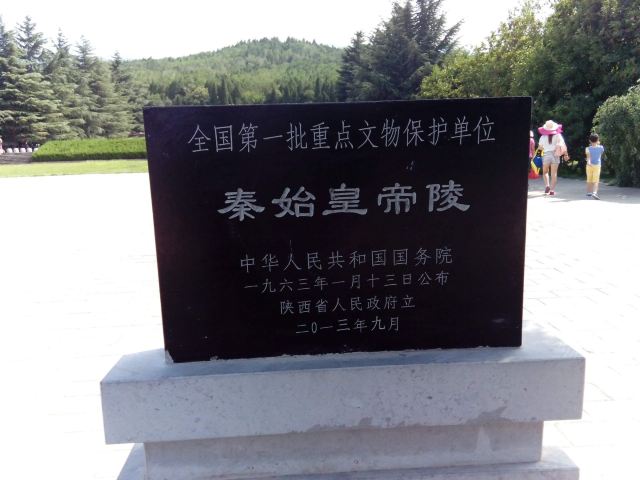 全国第一批重点文物保护单位
秦始皇帝陵
中华人民共和国国务院
一九六三年一月十三日公布
陕西省人民政府立
二〇一三年九月